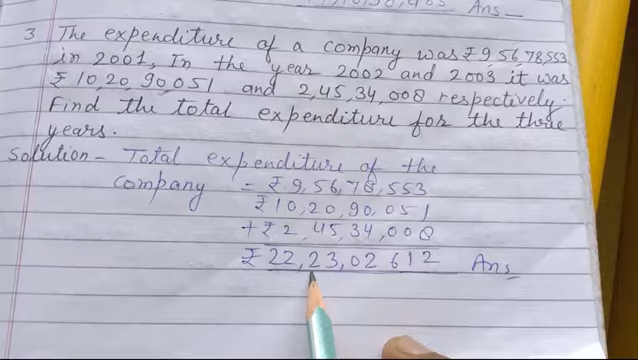 Ans
3 The expenditure of a company was ₹9,56,78,553
in 2001, In the year 2002 and 2003 it was
₹10,20,90,051 and 2,45,34,008 respectively.
Find the total expenditure for the three
years.
Solution - Total expenditure of the
company = ₹9,56,78,553
₹10,20,90,051
+₹2,45,34,008
₹22,23,02 612 Ans